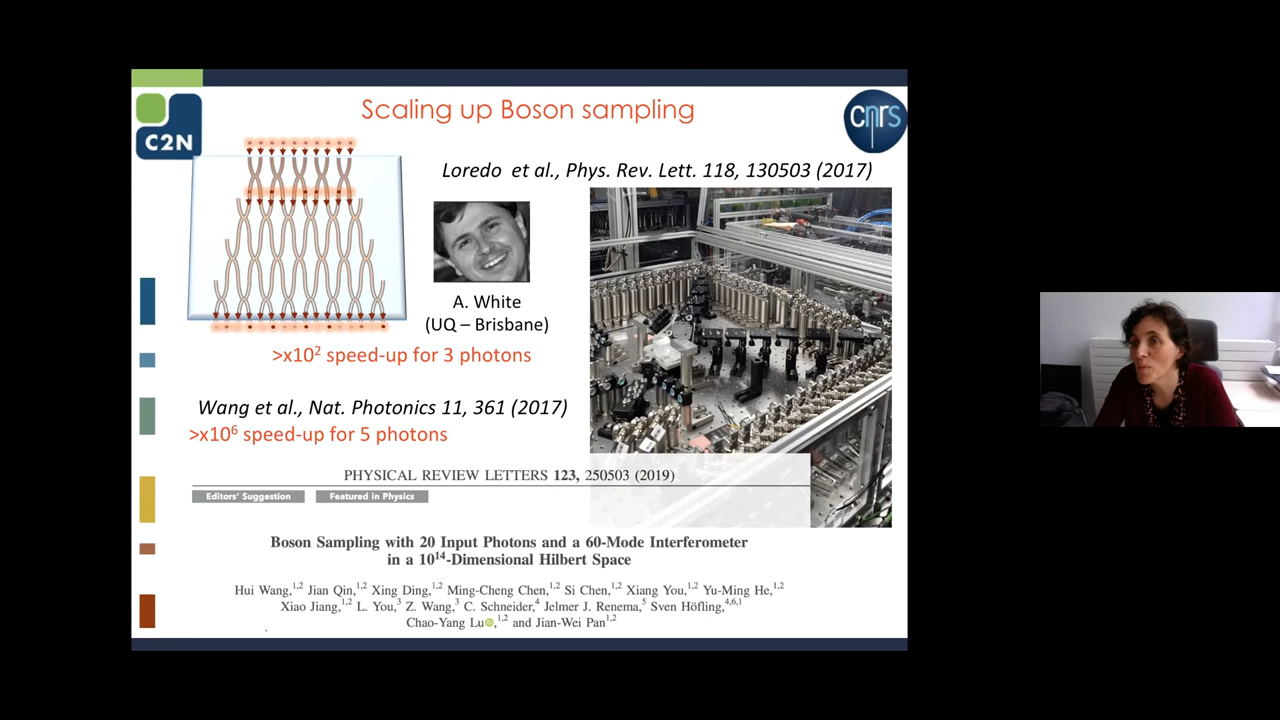 Scaling up Boson sampling
C2N
cnrs
Loredo et al., Phys. Rev. Lett. 118, 130503 (2017)
A. White
(UQ – Brisbane)
>x10² speed-up for 3 photons
Wang et al., Nat. Photonics 11, 361 (2017)
>x10⁶ speed-up for 5 photons
PHYSICAL REVIEW LETTERS 123, 250503 (2019)
Editors' Suggestion Featured in Physics
Boson Sampling with 20 Input Photons and a 60-Mode Interferometer
in a 10¹⁴-Dimensional Hilbert Space
Hui Wang,¹,² Jian Qin,¹,² Xing Ding,¹,² Ming-Cheng Chen,¹,² Si Chen,¹,² Xiang You,¹,² Yu-Ming He,¹,²
Xiao Jiang,¹,² L. You,³ Z. Wang,³ C. Schneider,⁴ Jelmer J. Renema,⁵ Sven Höfling,⁴,⁶,¹
Chao-Yang Lu,¹,² and Jian-Wei Pan¹,²